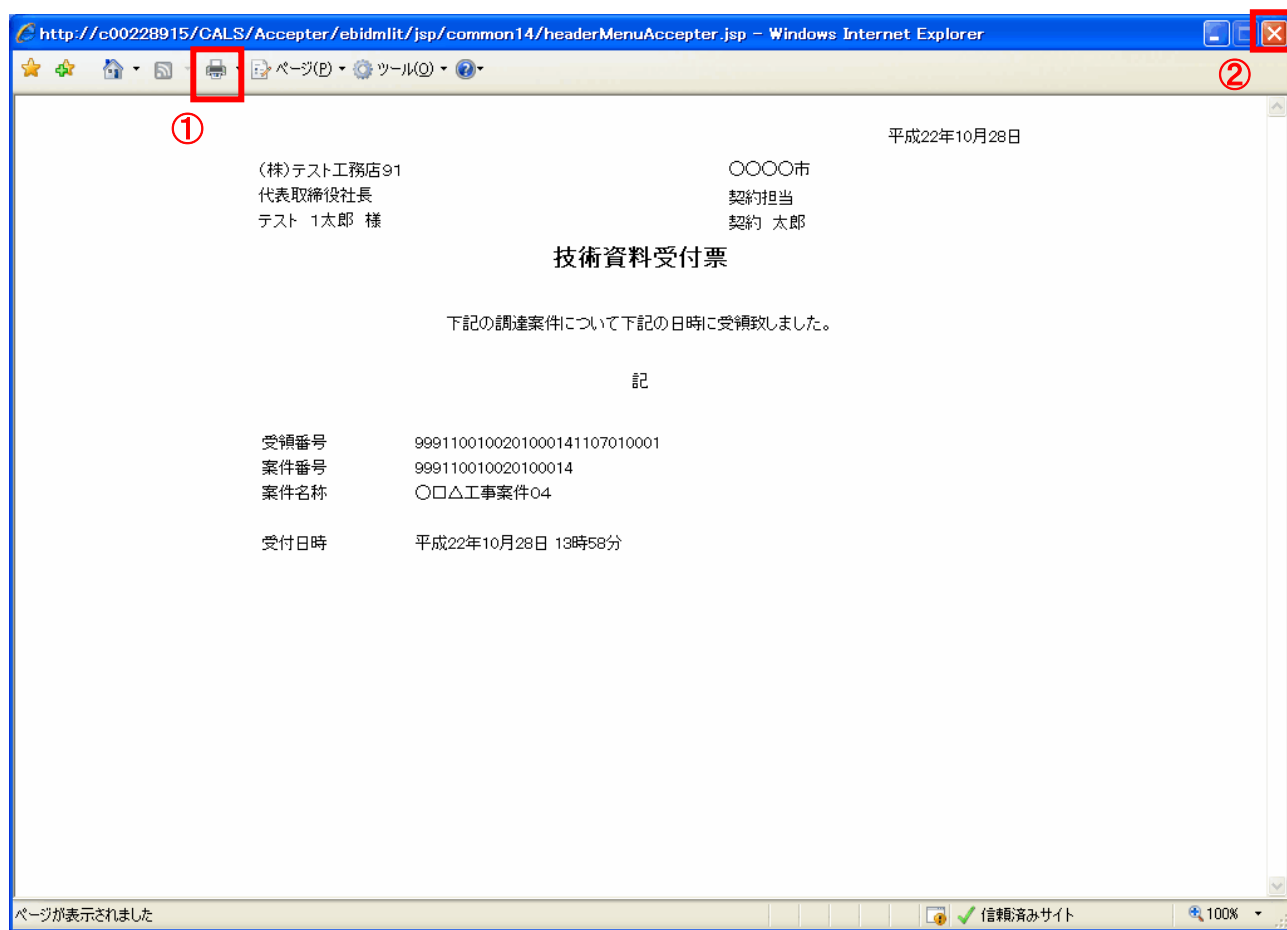 http://c00228915/CALS/Accepter/ebidmlit/jsp/common14/headerMenuAccepter.jsp - Windows Internet Explorer
ページ(P) ツール(O)
①
②
平成22年10月28日
(株)テスト工務店91 〇〇〇〇市
代表取締役社長 契約担当
テスト 1太郎 様 契約 太郎
技術資料受付票
下記の調達案件について下記の日時に受領致しました。
記
受領番号 9991100100201000141107010001
案件番号 999110010020100014
案件名称 〇口△工事案件04
受付日時 平成22年10月28日 13時58分
ページが表示されました 信頼済みサイト 100%